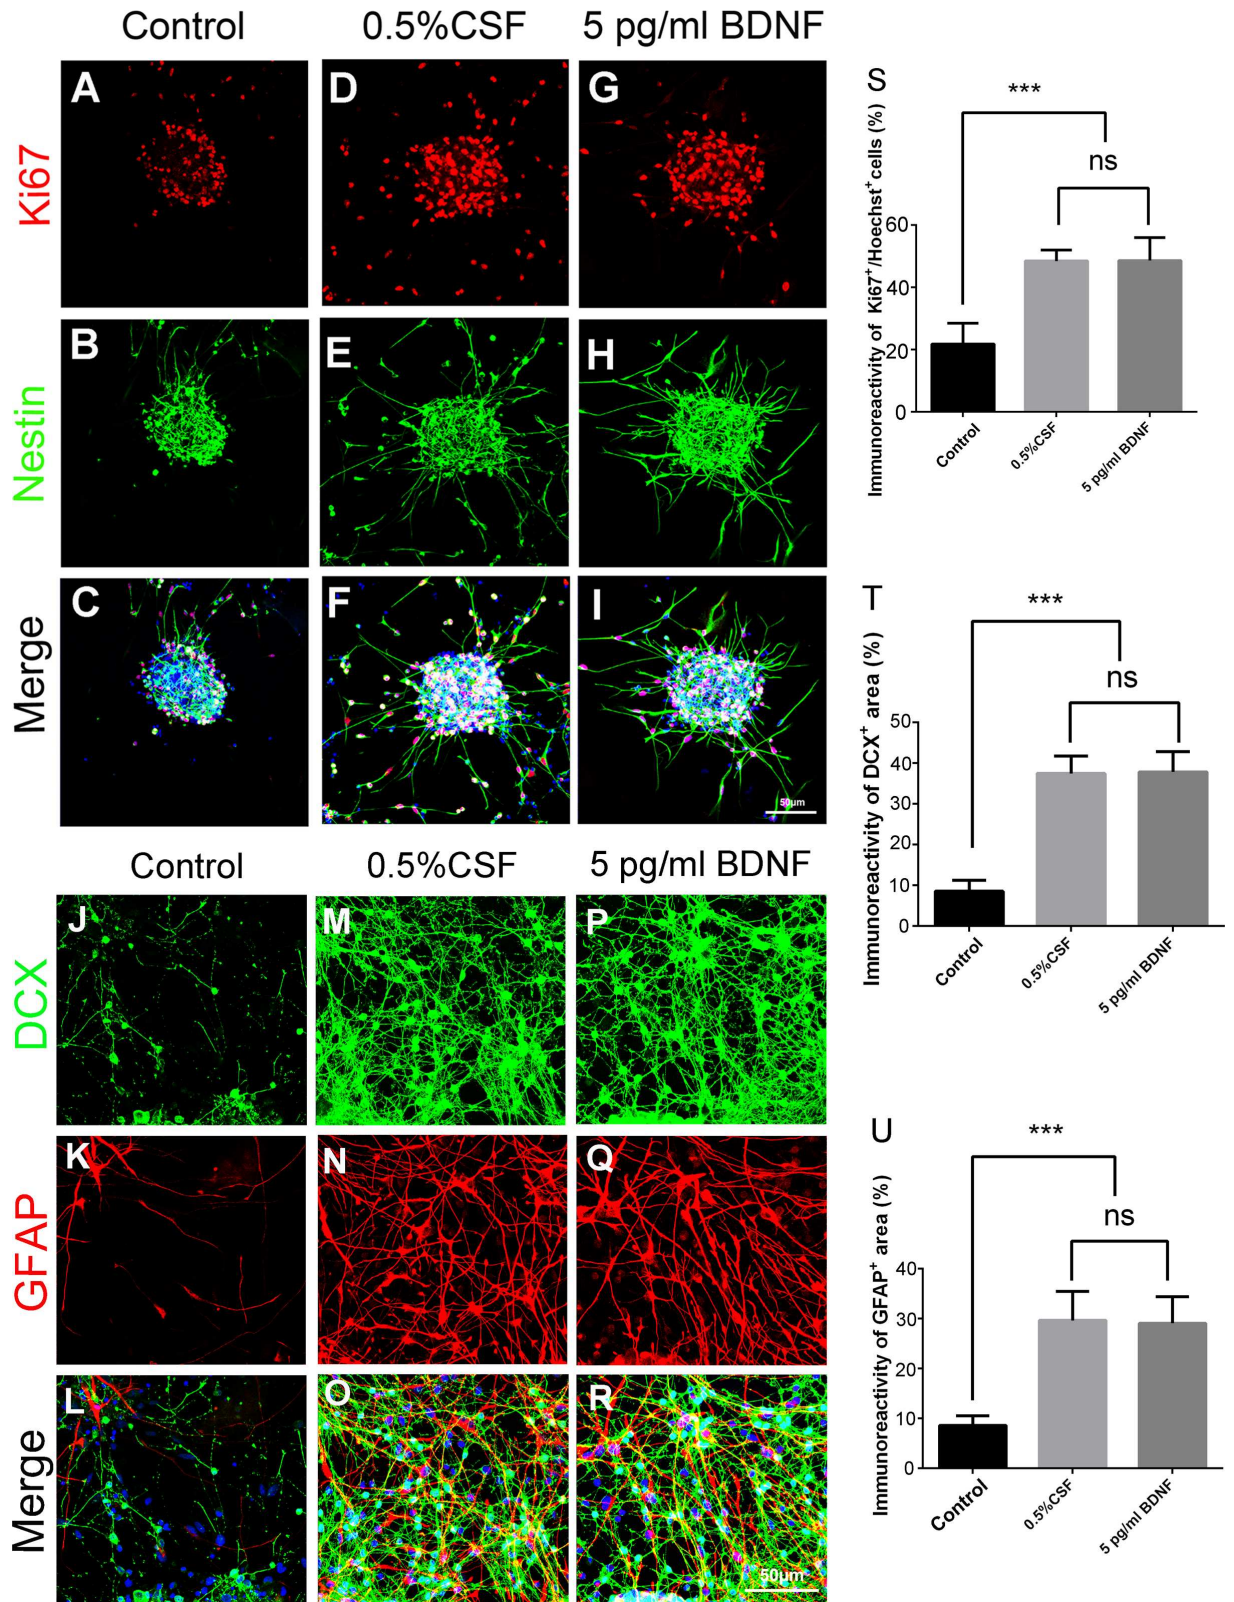 Control 0.5%CSF 5 pg/ml BDNF
Ki67
A D G
Nestin
B E H
Merge
C F I
50μm
Control 0.5%CSF 5 pg/ml BDNF
DCX
J M P
GFAP
K N Q
Merge
L O R
50μm
S
***
ns
Immunoreactivity of Ki67⁺/Hoechst⁺ cells (%)
60
40
20
0
Control 0.5%CSF 5 pg/ml BDNF
T
***
ns
Immunoreactivity of DCX⁺ area (%)
50
40
30
20
10
0
Control 0.5%CSF 5 pg/ml BDNF
U
***
ns
Immunoreactivity of GFAP⁺ area (%)
40
30
20
10
0
Control 0.5%CSF 5 pg/ml BDNF